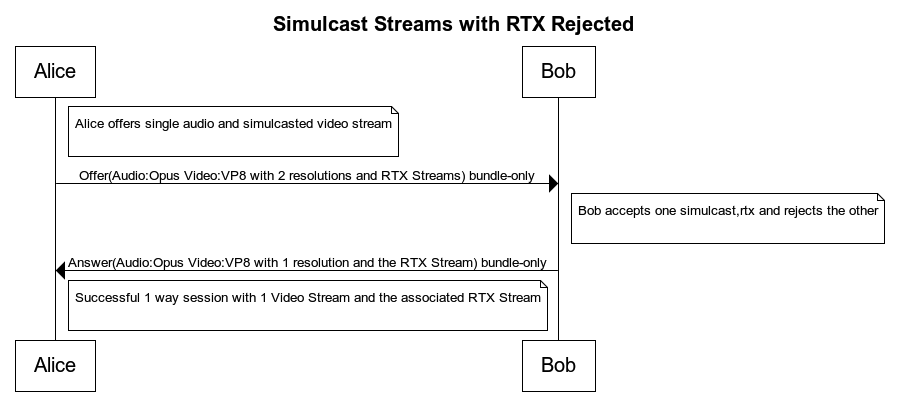 Simulcast Streams with RTX Rejected
Alice
Bob
Alice offers single audio and simulcasted video stream
Offer(Audio:Opus Video:VP8 with 2 resolutions and RTX Streams) bundle-only
Bob accepts one simulcast,rtx and rejects the other
Answer(Audio:Opus Video:VP8 with 1 resolution and the RTX Stream) bundle-only
Successful 1 way session with 1 Video Stream and the associated RTX Stream
Alice
Bob